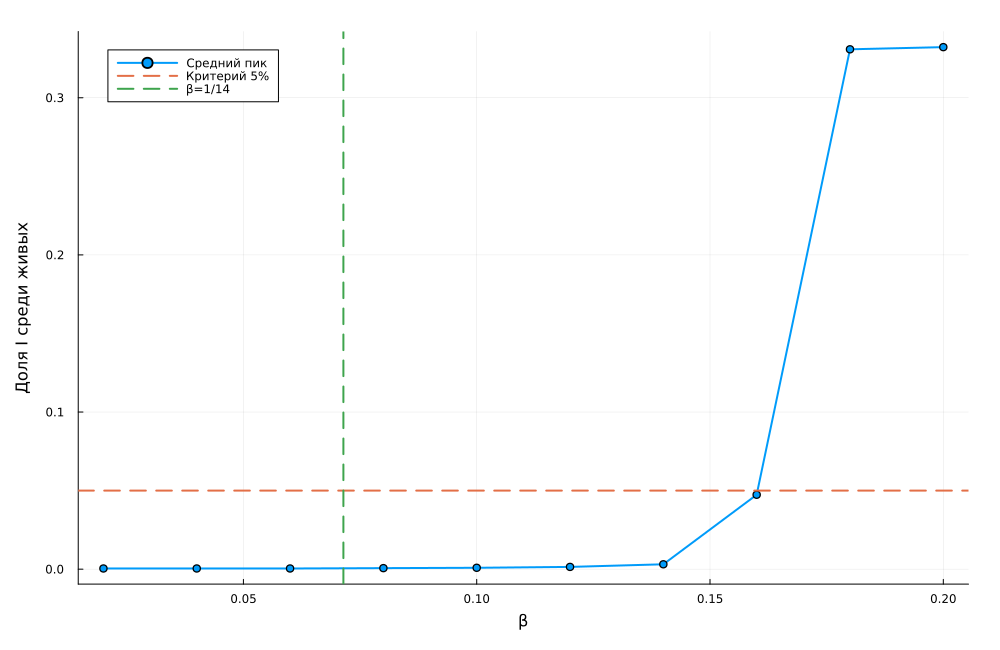 Средний пик
Критерий 5%
β=1/14
0.3
0.2
0.1
0.0
Доля I среди живых
0.05
0.10
0.15
0.20
β